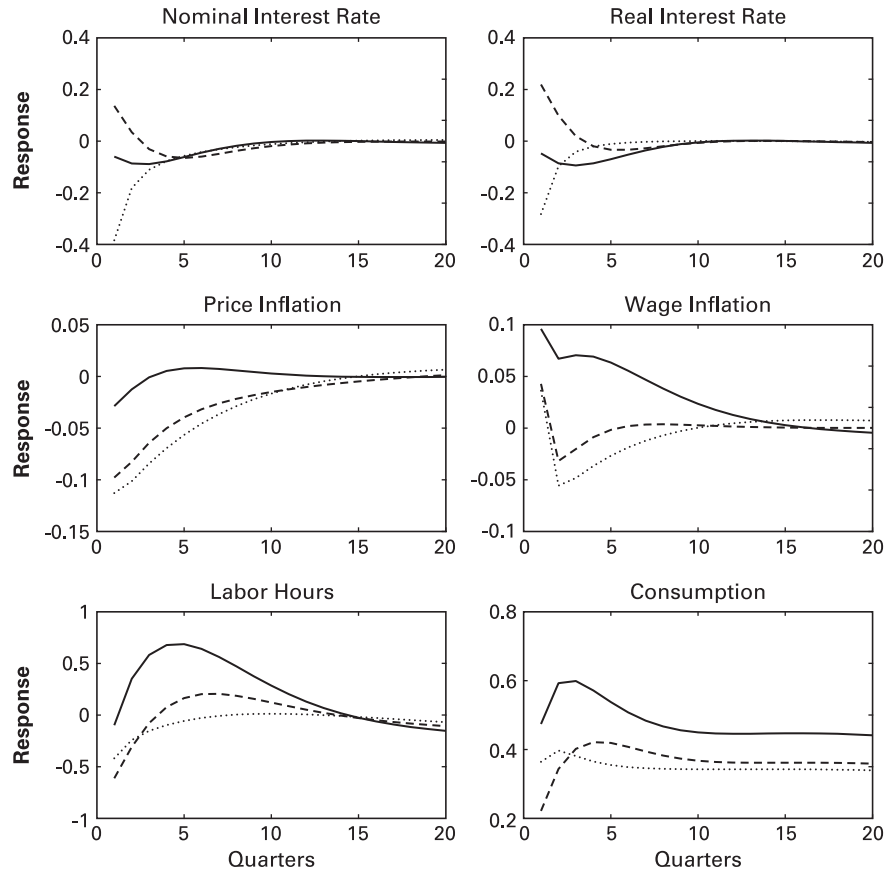 Nominal Interest Rate
Real Interest Rate
Response
0.4
0.2
0
-0.2
-0.4
0 5 10 15 20
0.4
0.2
0
-0.2
-0.4
0 5 10 15 20
Price Inflation
Wage Inflation
Response
0.05
0
-0.05
-0.1
-0.15
0 5 10 15 20
0.1
0.05
0
-0.05
-0.1
0 5 10 15 20
Labor Hours
Consumption
Response
1
0.5
0
-0.5
-1
0 5 10 15 20
Quarters
0.8
0.6
0.4
0.2
0 5 10 15 20
Quarters